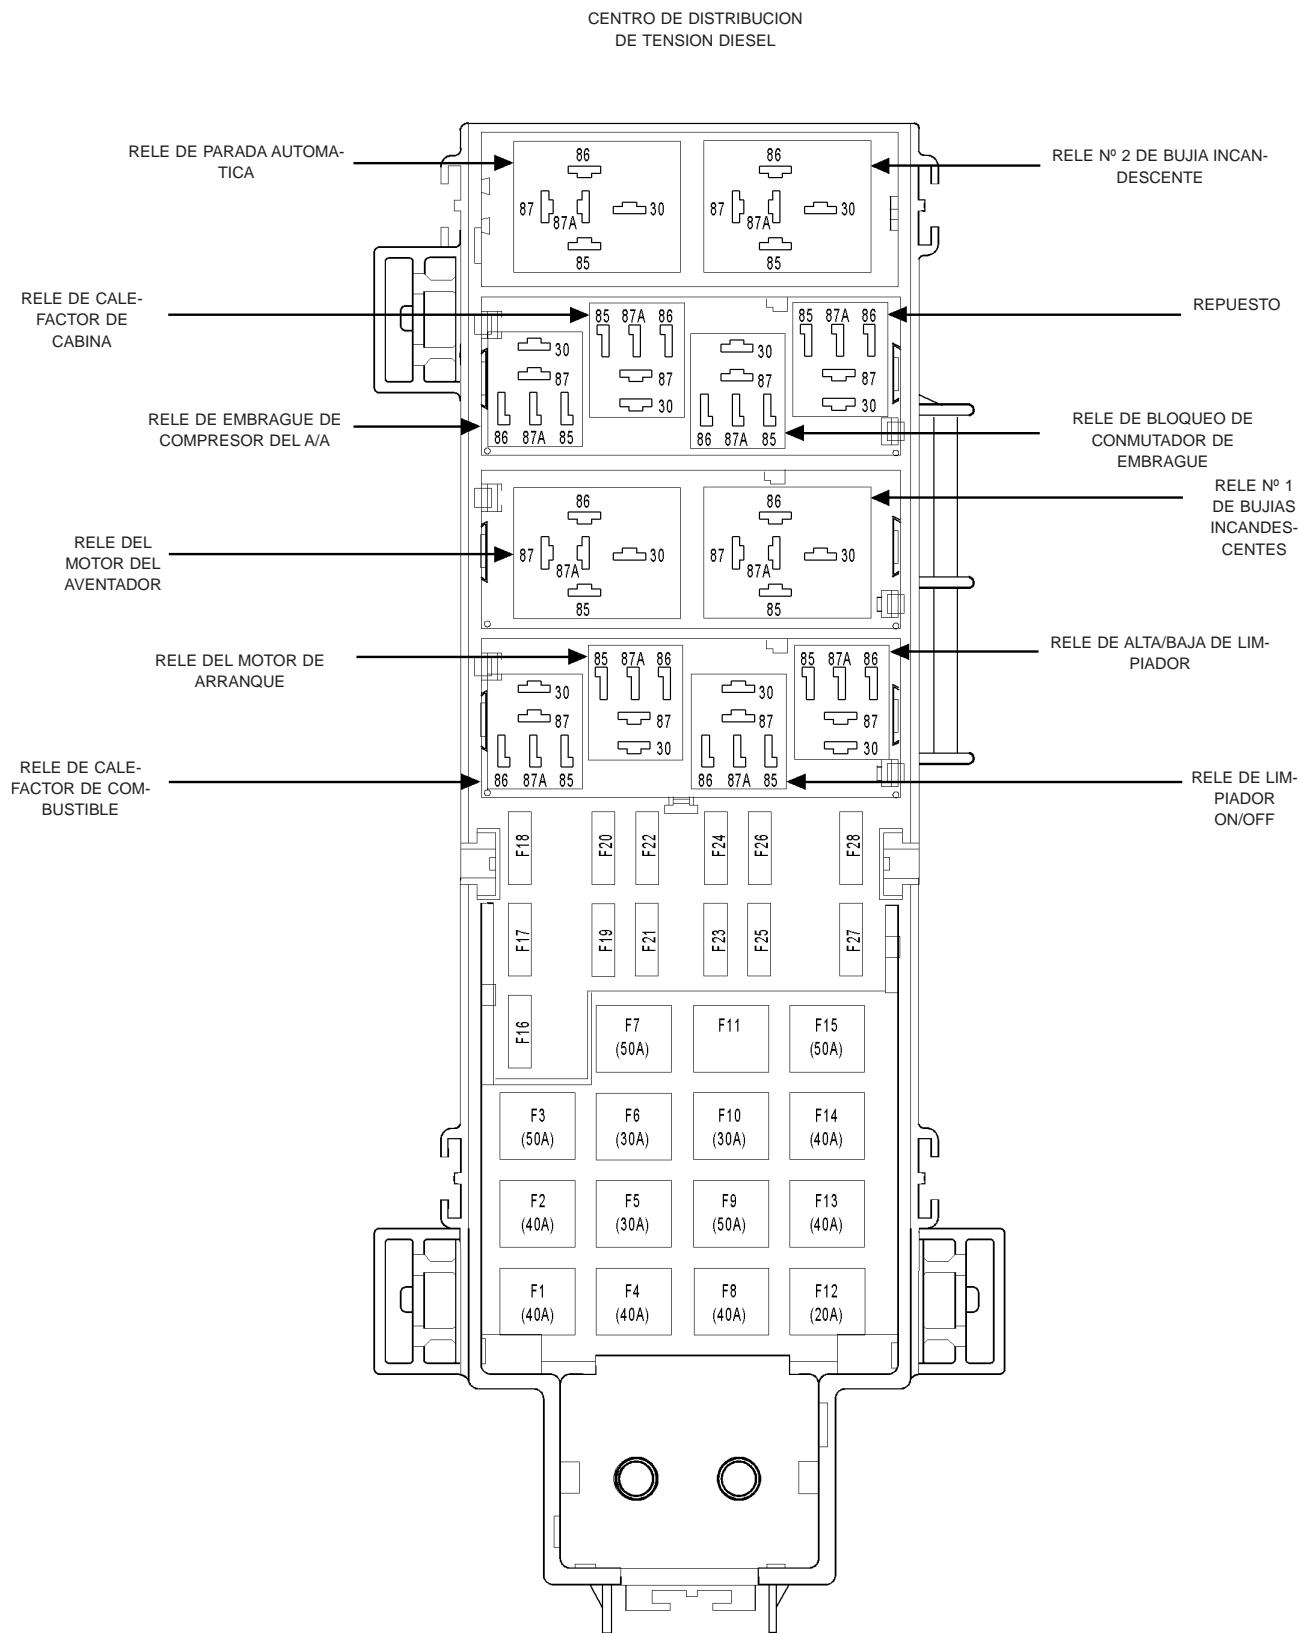 CENTRO DE DISTRIBUCION
DE TENSION DIESEL
RELE DE PARADA AUTOMA-
TICA
RELE Nº 2 DE BUJIA INCAN-
DESCENTE
86
87
87A
30
85
86
87
87A
30
85
RELE DE CALE-
FACTOR DE
CABINA
REPUESTO
85 87A 86
87
30
85 87A 86
87
30
30
87
86 87A 85
30
87
86 87A 85
RELE DE EMBRAGUE DE
COMPRESOR DEL A/A
RELE DE BLOQUEO DE
CONMUTADOR DE
EMBRAGUE
RELE DEL
MOTOR DEL
AVENTADOR
RELE Nº 1
DE BUJIAS
INCANDES-
CENTES
86
87
87A
30
85
86
87
87A
30
85
RELE DEL MOTOR DE
ARRANQUE
RELE DE ALTA/BAJA DE LIM-
PIADOR
85 87A 86
87
30
85 87A 86
87
30
30
87
86 87A 85
30
87
86 87A 85
RELE DE CALE-
FACTOR DE COM-
BUSTIBLE
RELE DE LIM-
PIADOR
ON/OFF
F18
F20
F22
F24
F26
F28
F17
F19
F21
F23
F25
F27
F16
F7
(50A)
F11
F15
(50A)
F3
(50A)
F6
(30A)
F10
(30A)
F14
(40A)
F2
(40A)
F5
(30A)
F9
(50A)
F13
(40A)
F1
(40A)
F4
(40A)
F8
(40A)
F12
(20A)